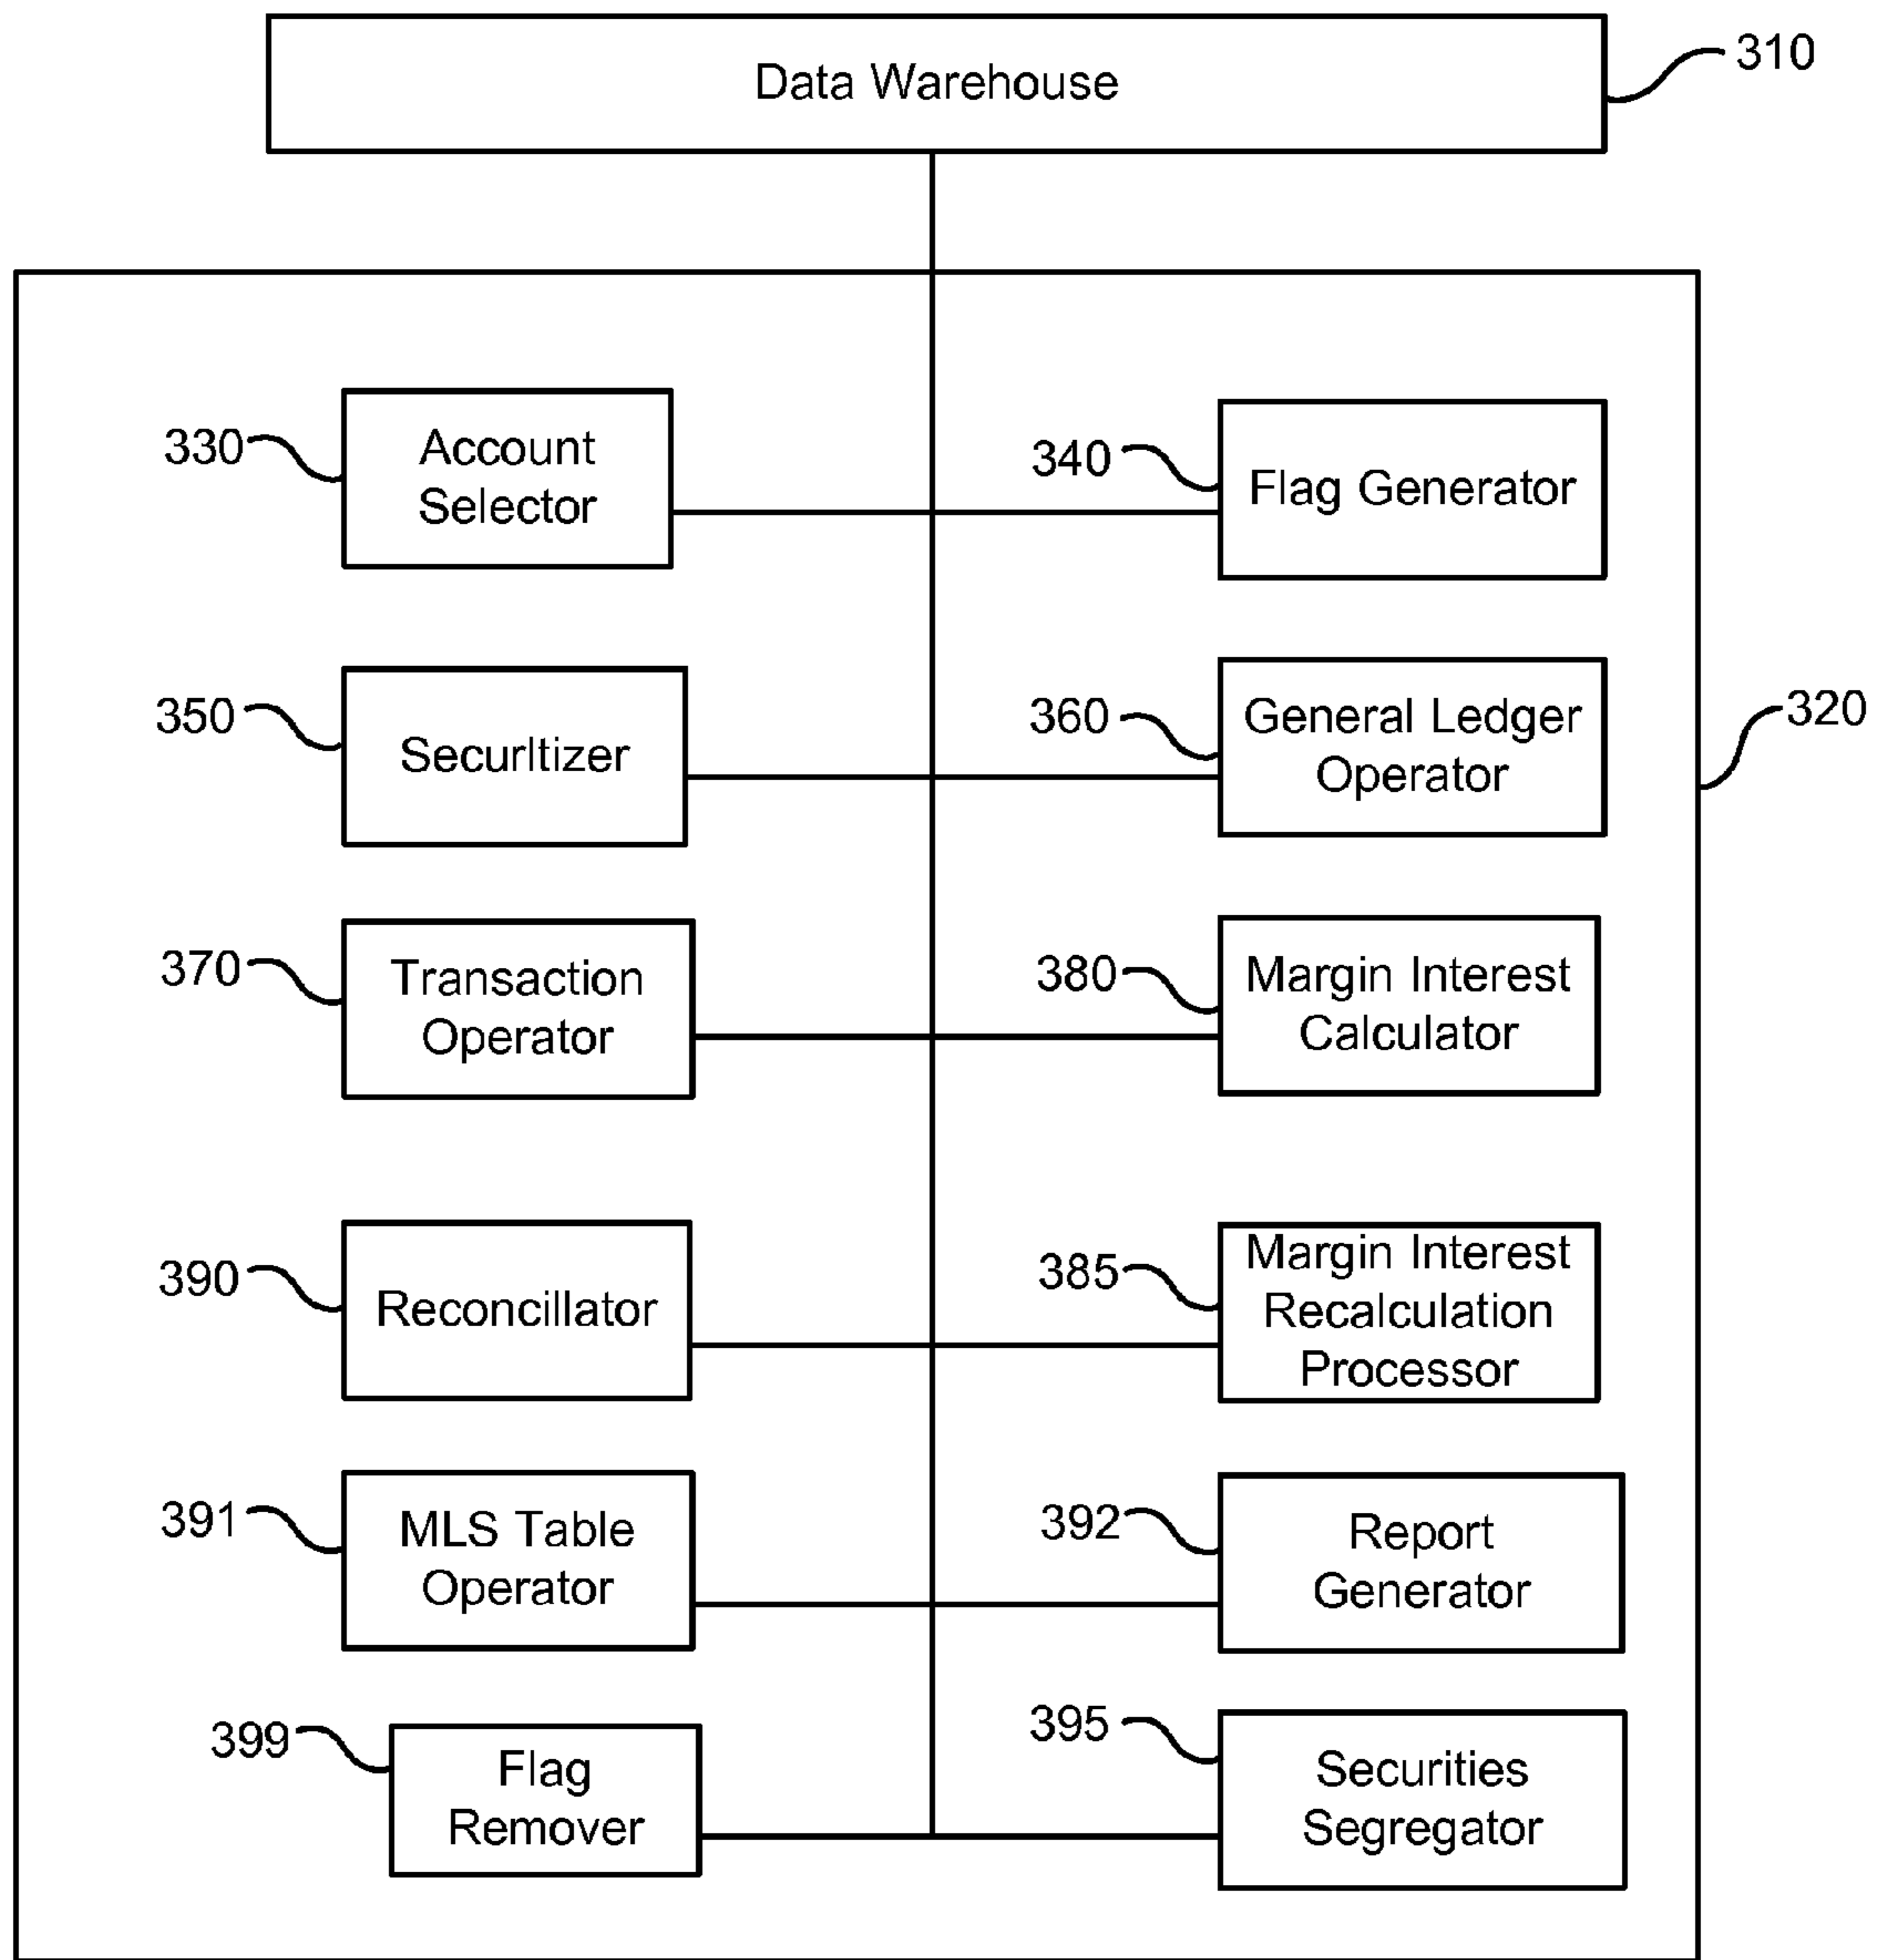 Data Warehouse
310
330
Account
Selector
340
Flag Generator
350
SecurItizer
360
General Ledger
Operator
320
370
Transaction
Operator
380
Margin Interest
Calculator
390
Reconcillator
385
Margin Interest
Recalculation
Processor
391
MLS Table
Operator
392
Report
Generator
399
Flag
Remover
395
Securities
Segregator